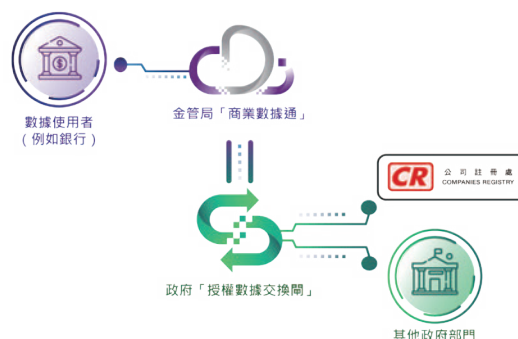 數據使用者
(例如銀行)
金管局「商業數據通」
CR
公司註冊處
COMPANIES REGISTRY
政府「授權數據交換閘」
其他政府部門